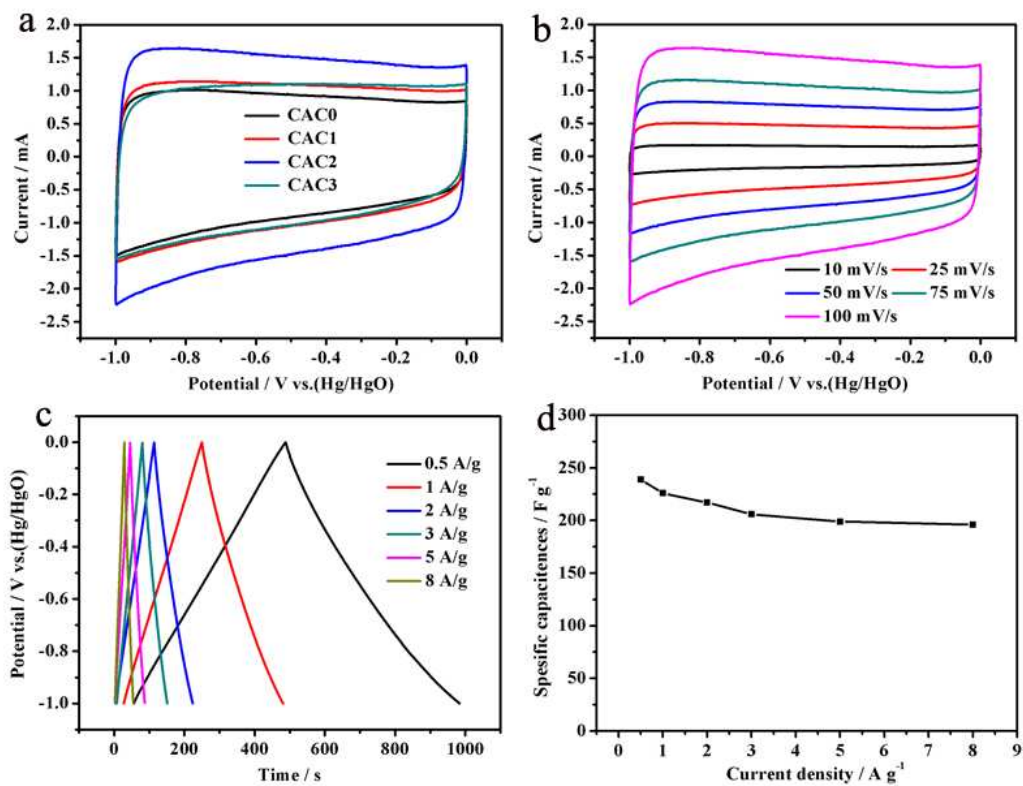 a
2.0
1.5
1.0
0.5
0.0
-0.5
-1.0
-1.5
-2.0
-2.5
Current / mA
CAC0
CAC1
CAC2
CAC3
-1.0 -0.8 -0.6 -0.4 -0.2 0.0
Potential / V vs.(Hg/HgO)
b
2.0
1.5
1.0
0.5
0.0
-0.5
-1.0
-1.5
-2.0
-2.5
Current / mA
10 mV/s 25 mV/s
50 mV/s 75 mV/s
100 mV/s
-1.0 -0.8 -0.6 -0.4 -0.2 0.0
Potential / V vs.(Hg/HgO)
c
0.0
-0.2
-0.4
-0.6
-0.8
-1.0
Potential / V vs.(Hg/HgO)
0.5 A/g
1 A/g
2 A/g
3 A/g
5 A/g
8 A/g
0 200 400 600 800 1000
Time / s
d
300
250
200
150
100
50
0
Spesific capacitences / F g⁻¹
0 1 2 3 4 5 6 7 8 9
Current density / A g⁻¹